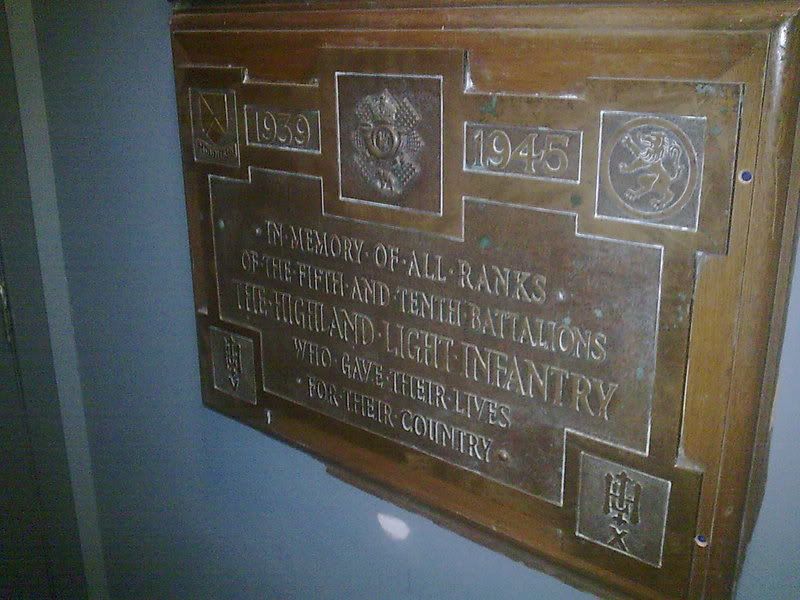 1939 1945
· IN · MEMORY · OF · ALL · RANKS ·
OF · THE · FIFTH · AND · TENTH · BATTALIONS
THE · HIGHLAND · LIGHT · INFANTRY
WHO · GAVE · THEIR · LIVES
· FOR · THEIR · COUNTRY ·
V
X